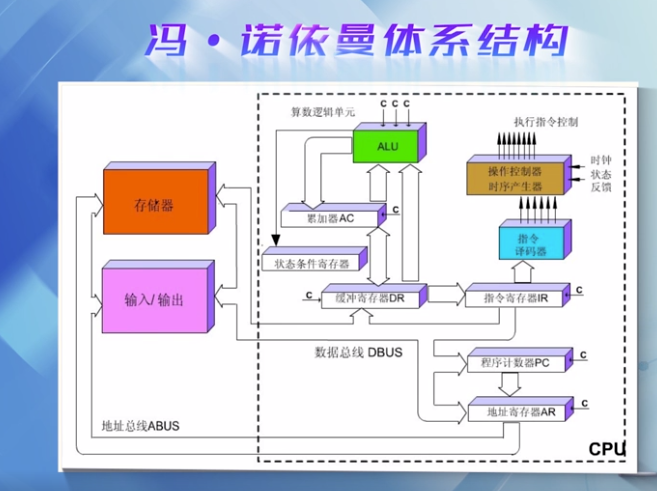 冯·诺依曼体系结构
算数逻辑单元
C C C
ALU
执行指令控制
操作控制器
时序产生器
时钟
状态
反馈
存储器
累加器AC
C
指令
译码器
状态条件寄存器
输入/输出
C
缓冲寄存器DR
指令寄存器IR
C
数据总线 DBUS
程序计数器PC
C
地址寄存器AR
C
地址总线ABUS
CPU